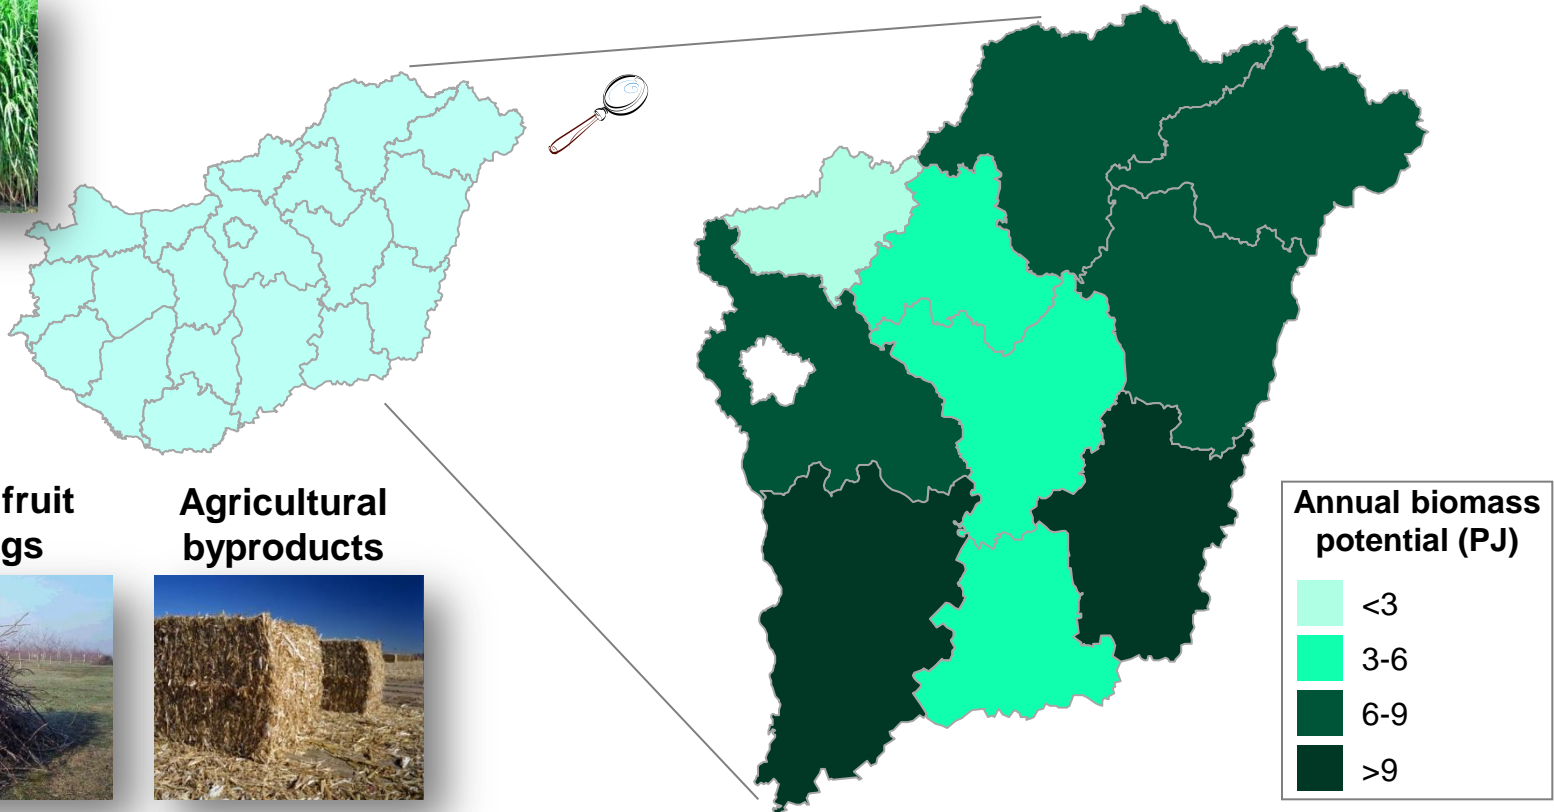 fruit
gs
Agricultural
byproducts
Annual biomass
potential (PJ)
<3
3-6
6-9
>9